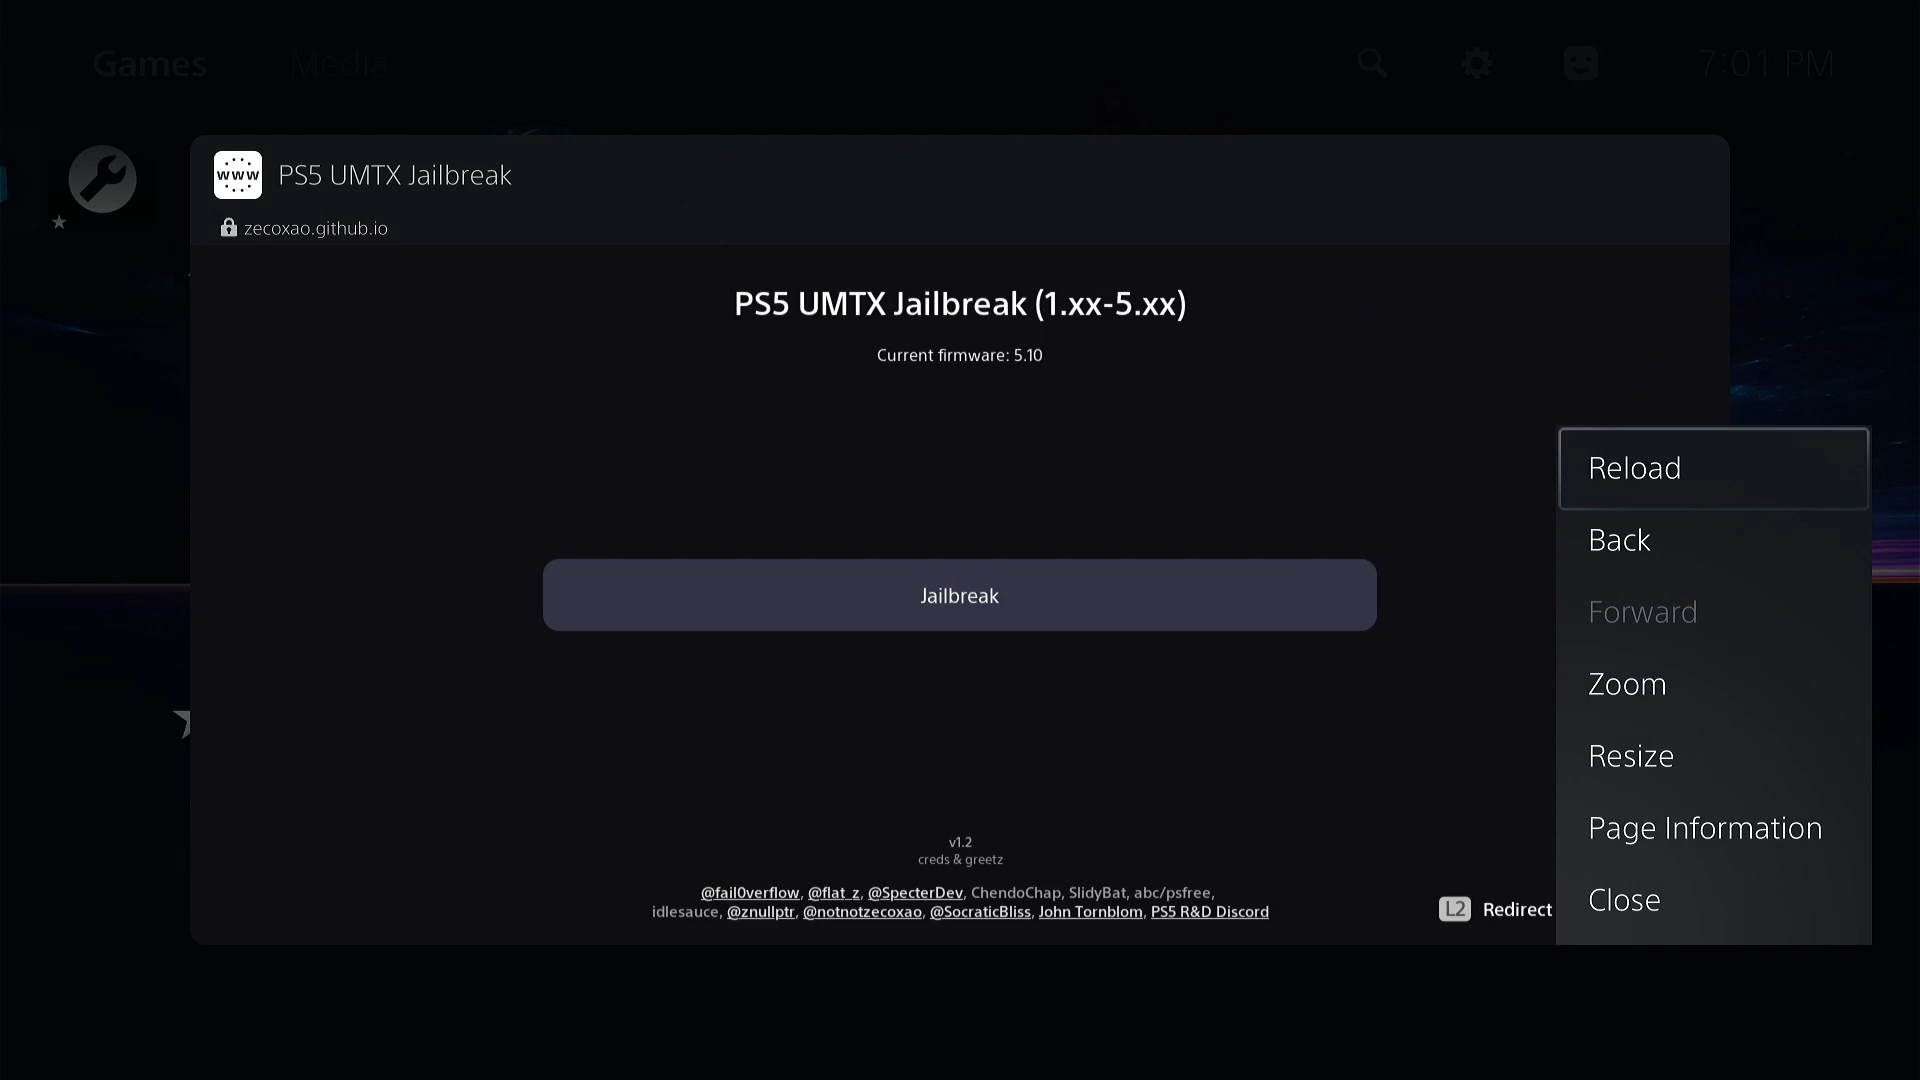 Games Media 7:01 PM
www PS5 UMTX Jailbreak
zecoxao.github.io
PS5 UMTX Jailbreak (1.xx-5.xx)
Current firmware: 5.10
Jailbreak
v1.2
creds & greetz
@fail0verflow, @flat_z, @SpecterDev, ChendoChap, SlidyBat, abc/psfree,
idlesauce, @znullptr, @notnotzecoxao, @SocraticBliss, John Tornblom, PS5 R&D Discord
L2 Redirect
Reload
Back
Forward
Zoom
Resize
Page Information
Close